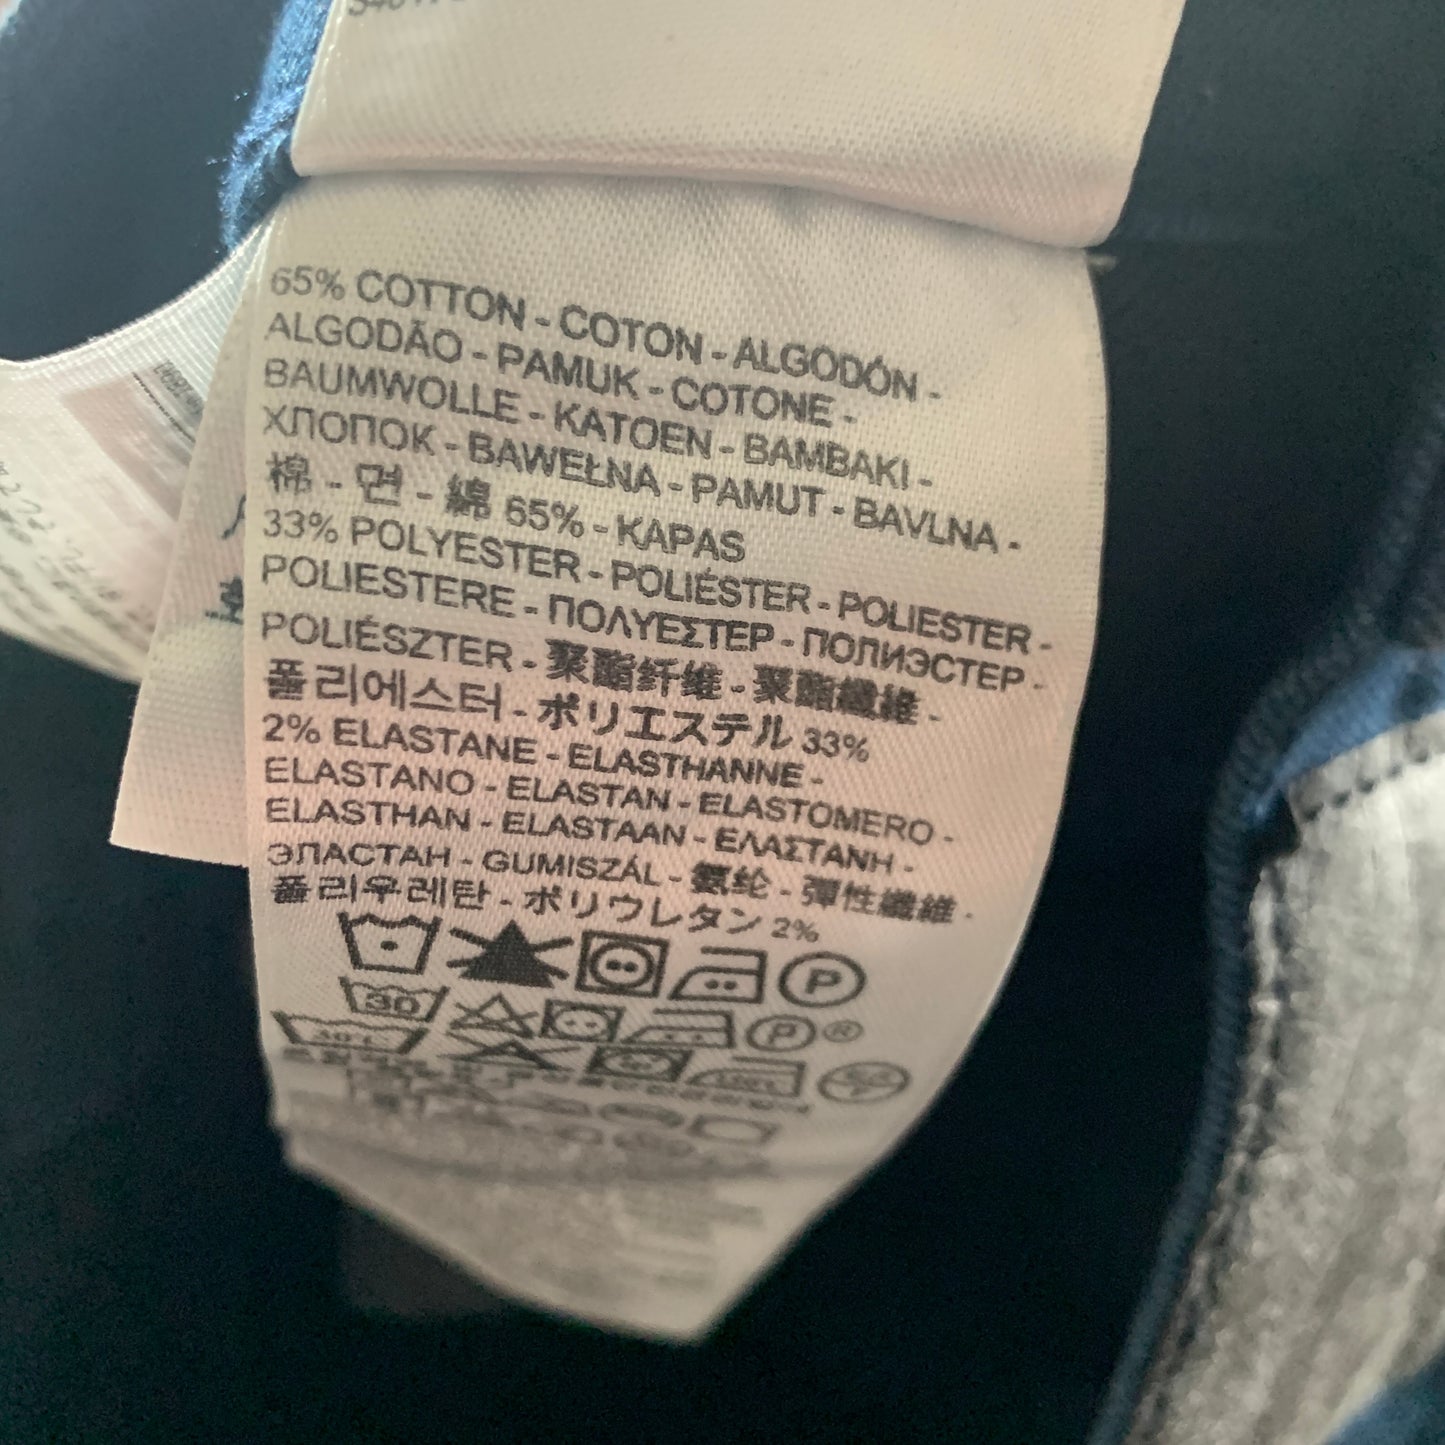 65% COTTON - COTON - ALGODÓN -
ALGODÃO - PAMUK - COTONE -
BAUMWOLLE - KATOEN - BAMBAKI -
ХЛОПОК - BAWEŁNA - PAMUT - BAVLNA -
棉 - 면 - 綿 65% - KAPAS
33% POLYESTER - POLIÉSTER - POLIESTER -
POLIESTERE - ΠΟΛΥΕΣΤΕΡ - ПОЛИЭСТЕР -
POLIÉSZTER - 聚酯纤维 - 聚酯纖維 -
폴리에스터 - ポリエステル 33%
2% ELASTANE - ELASTHANNE -
ELASTANO - ELASTAN - ELASTOMERO -
ELASTHAN - ELASTAAN - ΕΛΑΣΤΑΝΗ -
ЭЛАСТАН - GUMISZÁL - 氨纶 - 彈性纖維 -
폴리우레탄 - ポリウレタン 2%
P
30 P ®